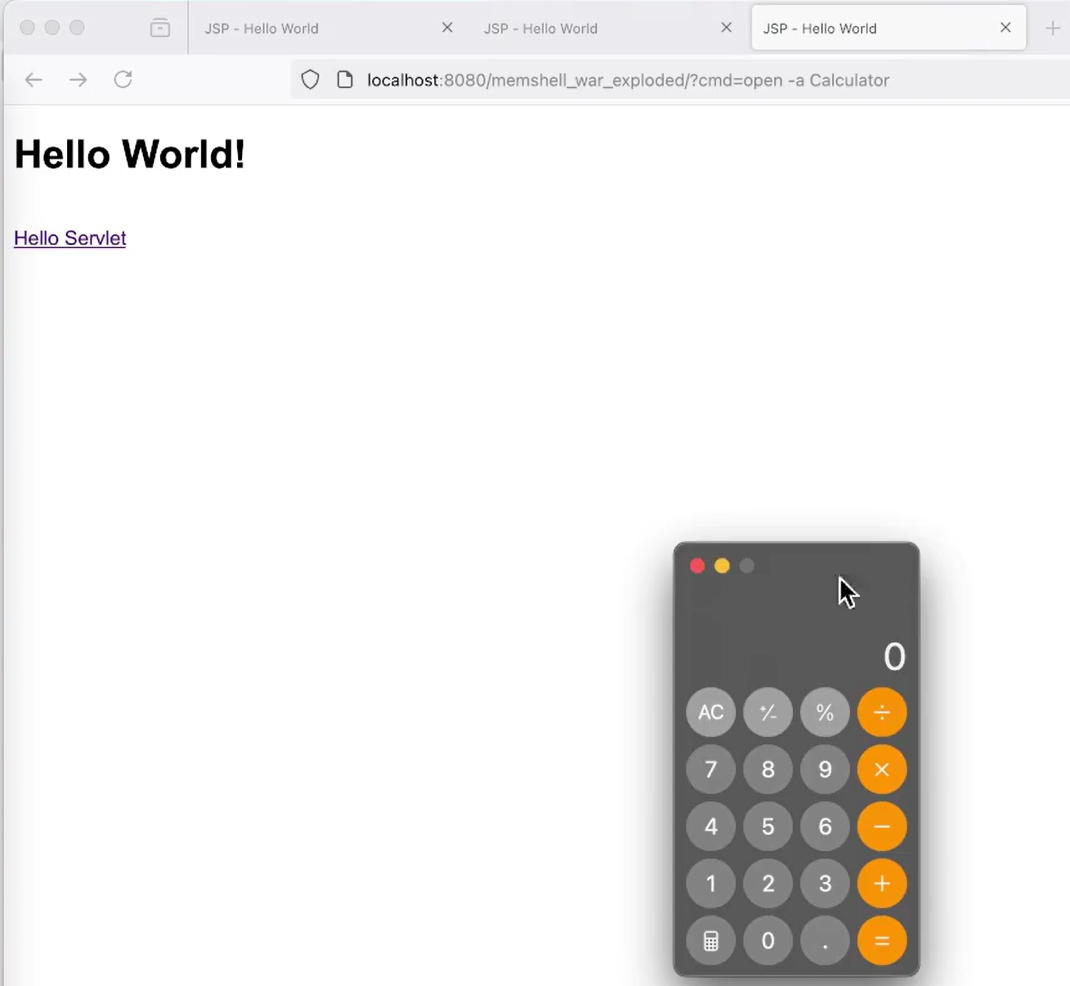 JSP - Hello World
JSP - Hello World
JSP - Hello World
localhost:8080/memshell_war_exploded/?cmd=open -a Calculator
Hello World!
Hello Servlet
0
AC +⁄− % ÷
7 8 9 ×
4 5 6 −
1 2 3 +
0 . =